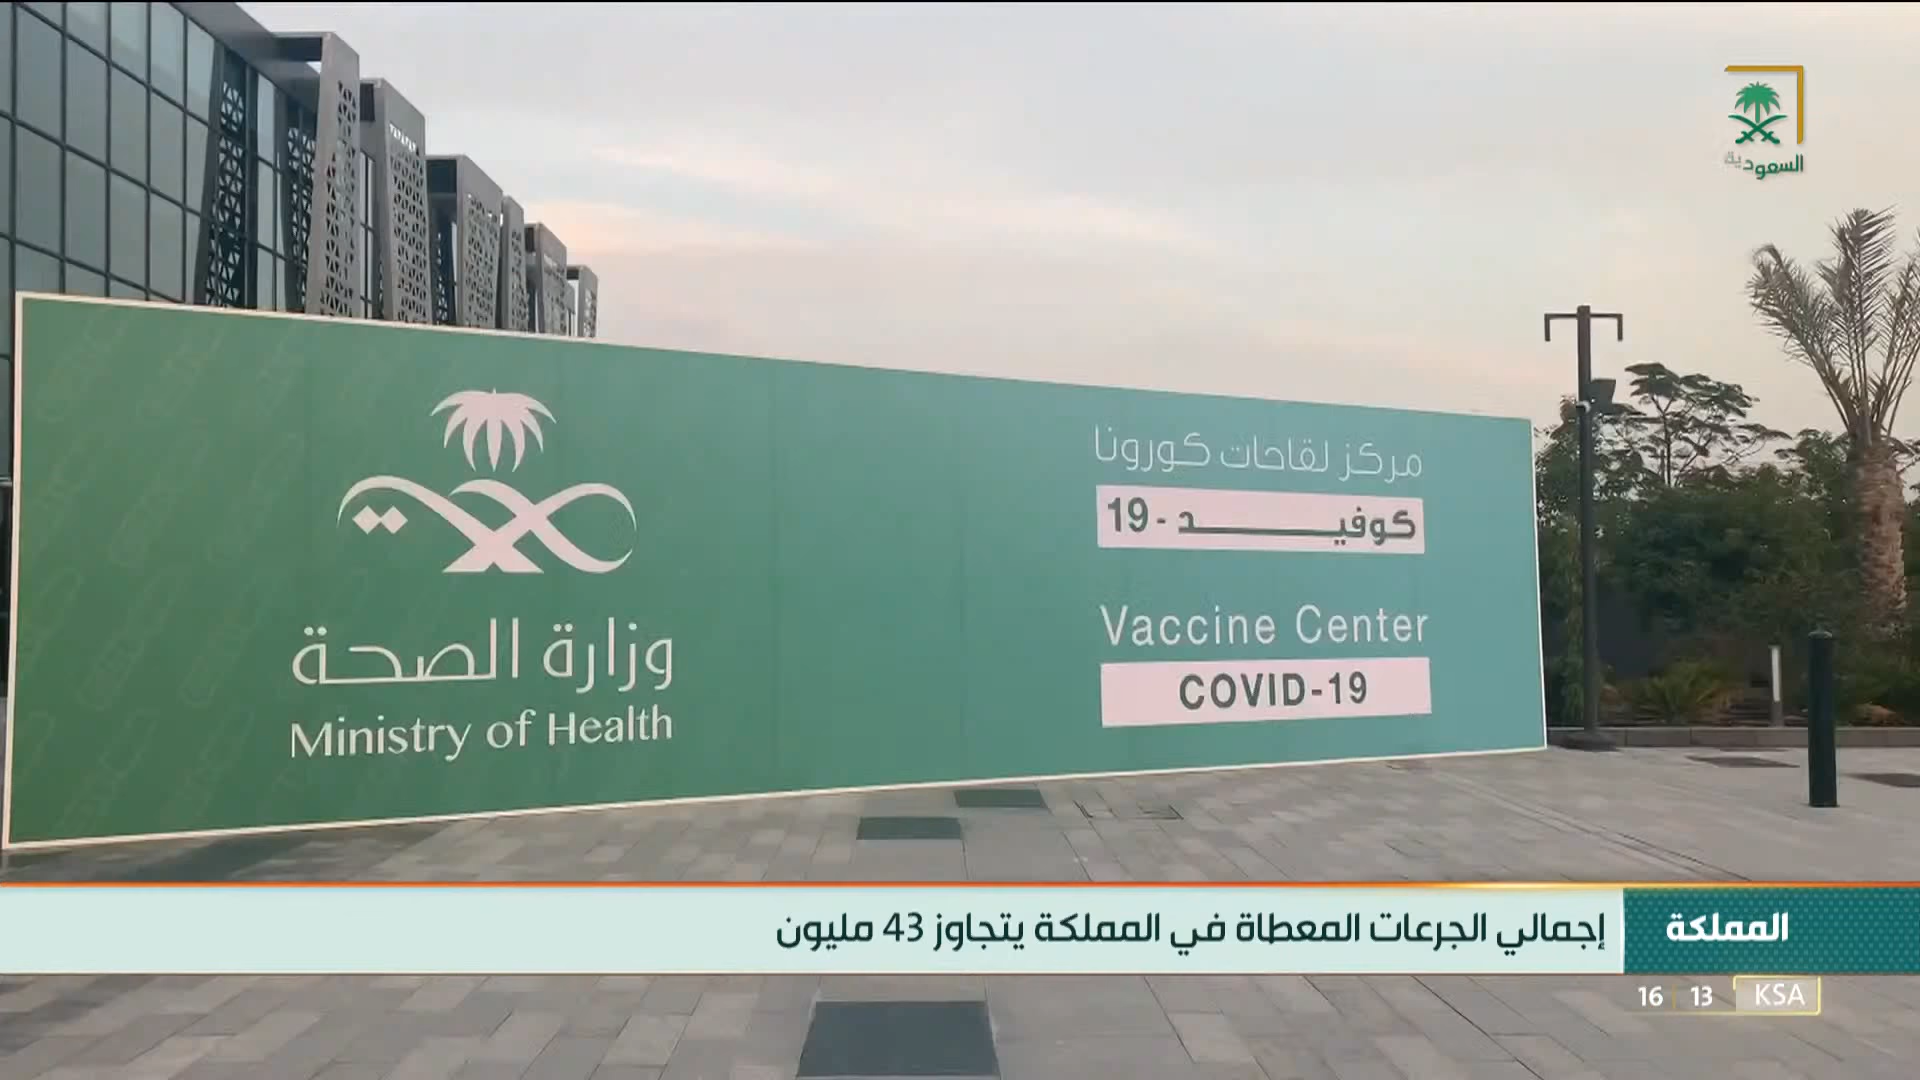 السعودية
مركز لقاحات كورونا
كوفيـــــــــد - 19
Vaccine Center
COVID-19
وزارة الصحة
Ministry of Health
المملكة
إجمالي الجرعات المعطاة في المملكة يتجاوز 43 مليون
16 13 KSA